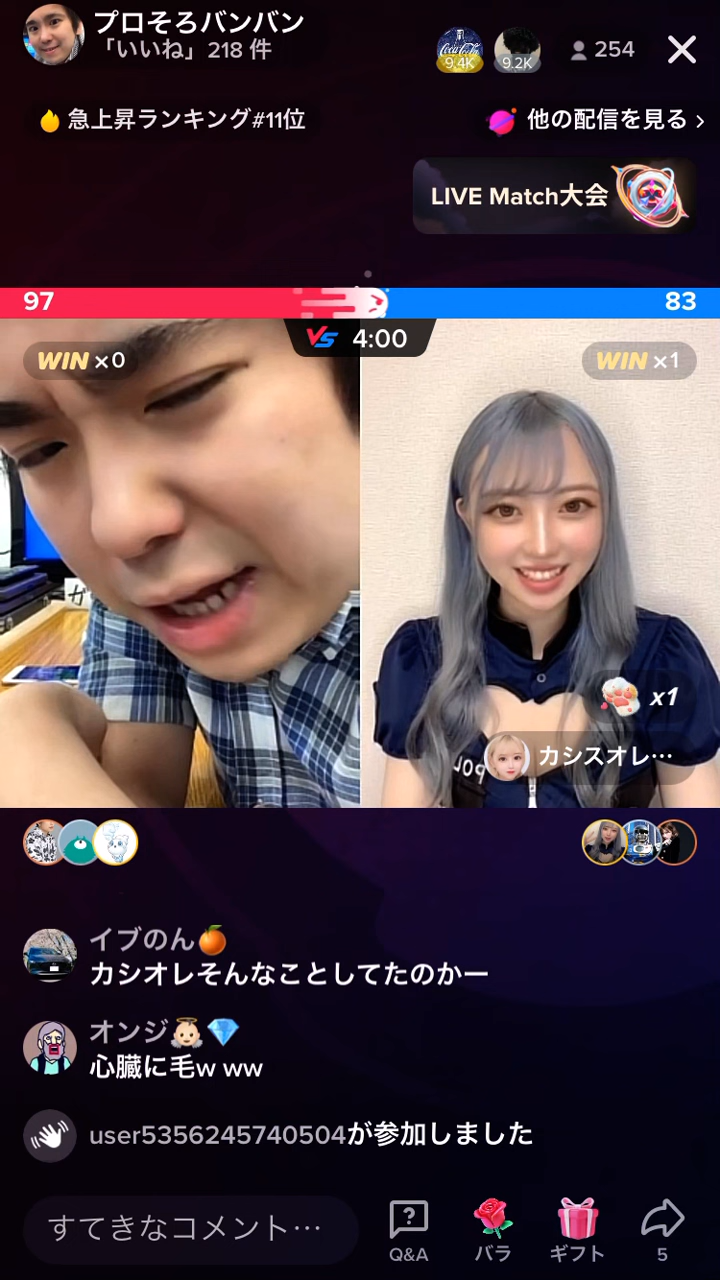 プロそろバンバン
「いいね」218 件
9.4K
9.2K
254
急上昇ランキング#11位
他の配信を見る
LIVE Match大会
97
83
VS 4:00
WIN x0
WIN x1
x1
カシスオレ…
イブのん🍊
カシオレそんなことしてたのかー
オンジ👼🏻💎
心臓に毛w ww
user5356245740504が参加しました
すてきなコメント…
Q&A
バラ
ギフト
5